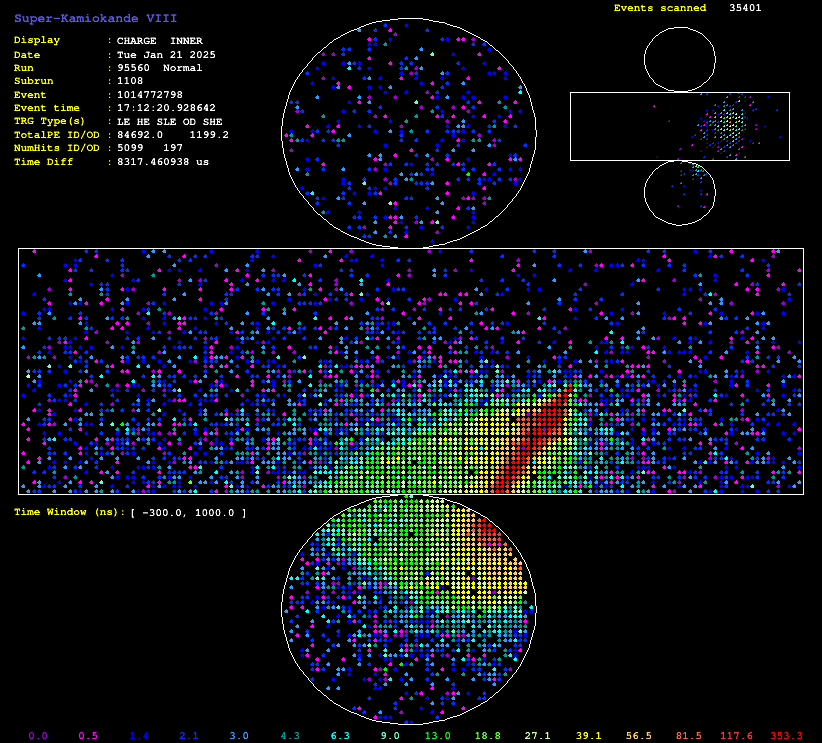 Super-Kamiokande VIII
Events scanned 35401
Display : CHARGE INNER
Date : Tue Jan 21 2025
Run : 95560 Normal
Subrun : 1108
Event : 1014772798
Event time : 17:12:20.928642
TRG Type(s) : LE HE SLE OD SHE
TotalPE ID/OD : 84692.0 1199.2
NumHits ID/OD : 5099 197
Time Diff : 8317.460938 us
Time Window (ns): [ -300.0, 1000.0 ]
0.0 0.5 1.4 2.1 3.0 4.3 6.3 9.0 13.0 18.8 27.1 39.1 56.5 81.5 117.6 353.3